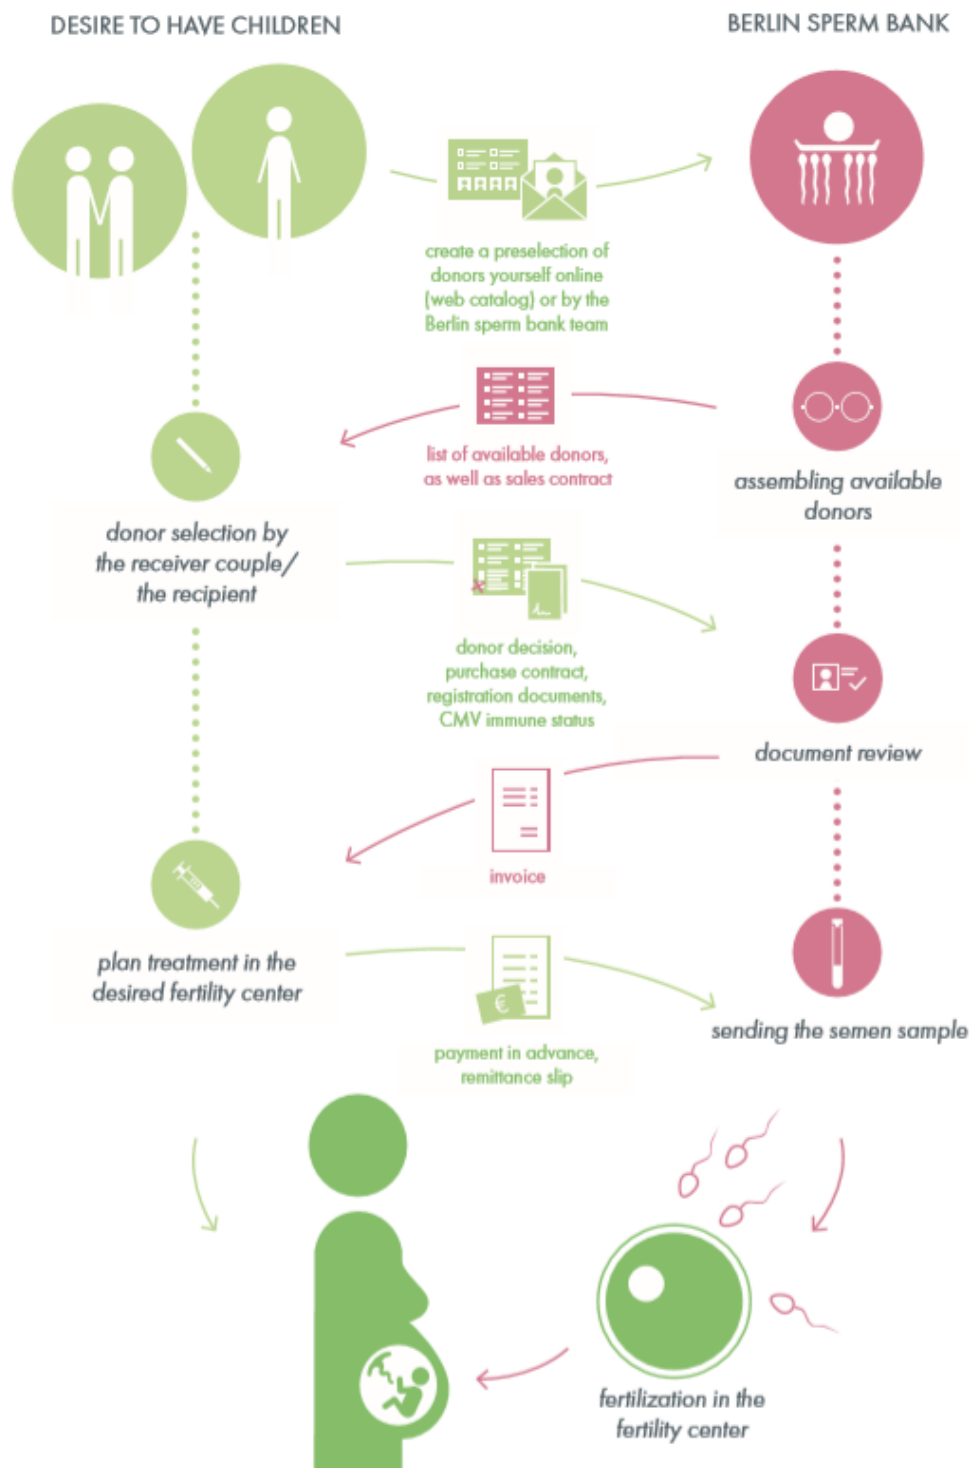 DESIRE TO HAVE CHILDREN
BERLIN SPERM BANK
create a preselection of
donors yourself online
(web catalog) or by the
Berlin sperm bank team
list of available donors,
as well as sales contract
assembling available
donors
donor selection by
the receiver couple/
the recipient
donor decision,
purchase contract,
registration documents,
CMV immune status
document review
invoice
plan treatment in the
desired fertility center
€
payment in advance,
remittance slip
sending the semen sample
fertilization in the
fertility center